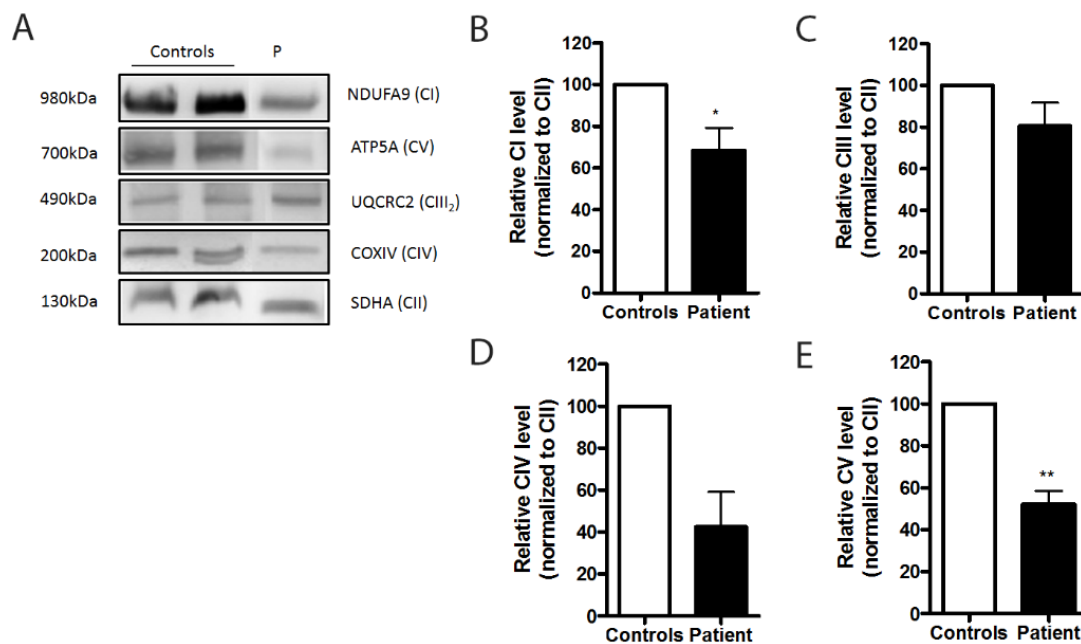 A
Controls P
980kDa NDUFA9 (CI)
700kDa ATP5A (CV)
490kDa UQCRC2 (CIII₂)
200kDa COXIV (CIV)
130kDa SDHA (CII)
B
Relative CI level
(normalized to CII)
120
100
80
60
40
20
0
*
Controls Patient
C
Relative CIII level
(normalized to CII)
120
100
80
60
40
20
0
Controls Patient
D
Relative CIV level
(normalized to CII)
120
100
80
60
40
20
0
Controls Patient
E
Relative CV level
(normalized to CII)
120
100
80
60
40
20
0
**
Controls Patient